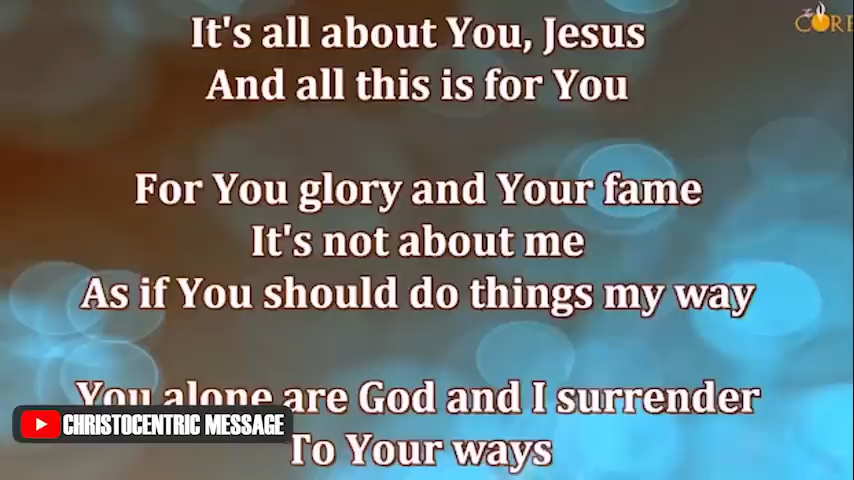 It's all about You, Jesus
The
CORE
And all this is for You
For You glory and Your fame
It's not about me
As if You should do things my way
You alone are God and I surrender
CHRISTOCENTRIC MESSAGE
To Your ways